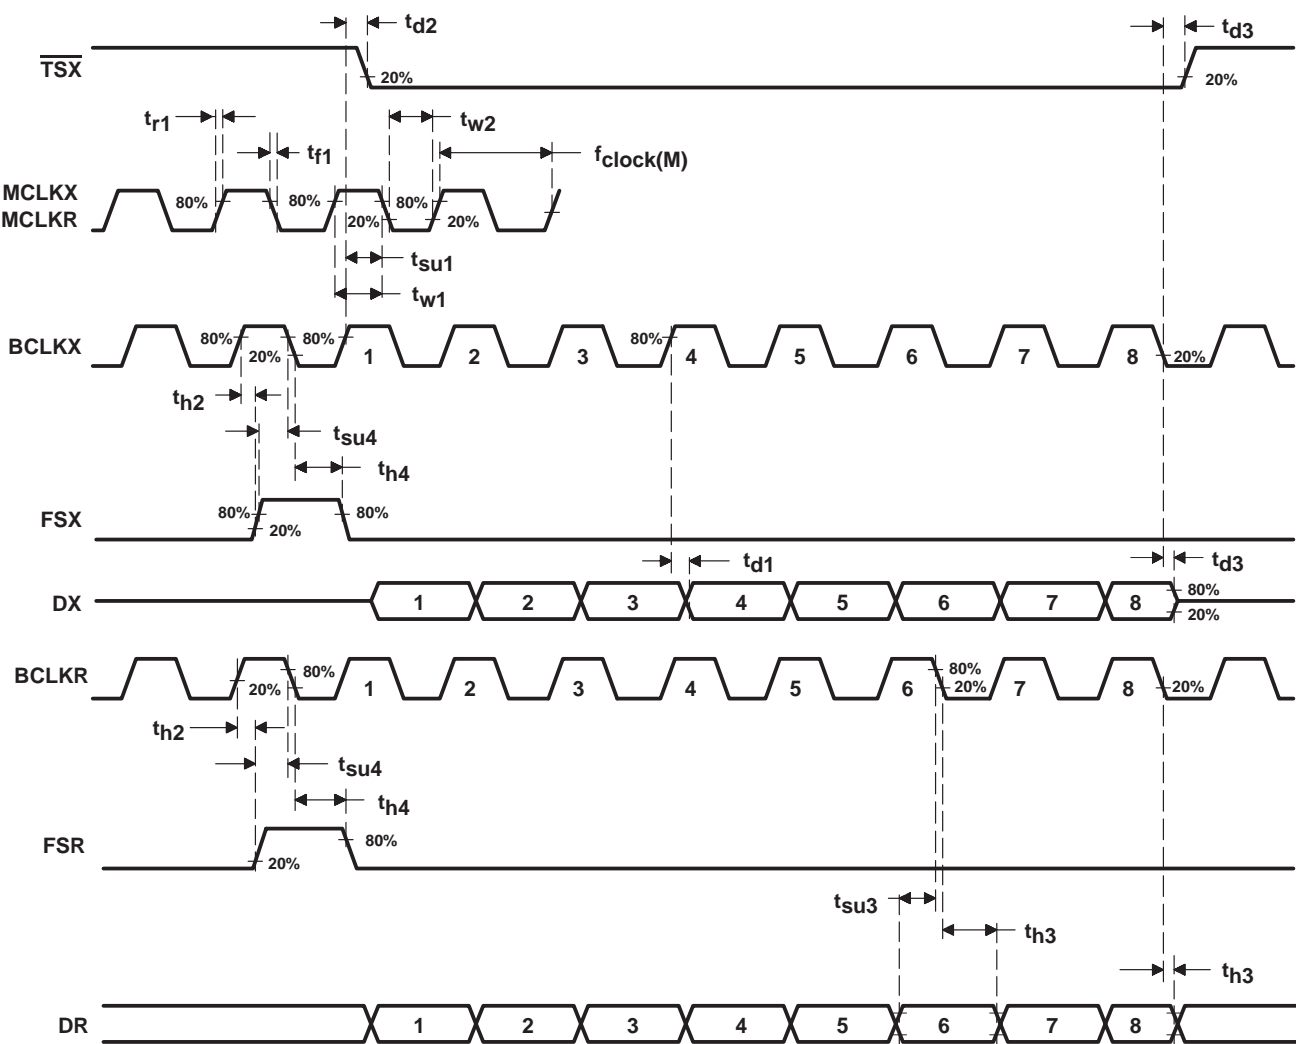 td2
td3
TSX
20%
20%
tr1
tw2
tf1
fclock(M)
MCLKX
MCLKR
80%
80%
80%
20%
20%
tsu1
tw1
BCLKX
80%
20%
80%
1
2
3
80%
4
5
6
7
8
20%
th2
tsu4
th4
FSX
80%
20%
80%
td1
td3
DX
1
2
3
4
5
6
7
8
80%
20%
BCLKR
20%
80%
1
2
3
4
5
6
80%
20%
7
8
20%
th2
tsu4
th4
FSR
20%
80%
tsu3
th3
th3
DR
1
2
3
4
5
6
7
8